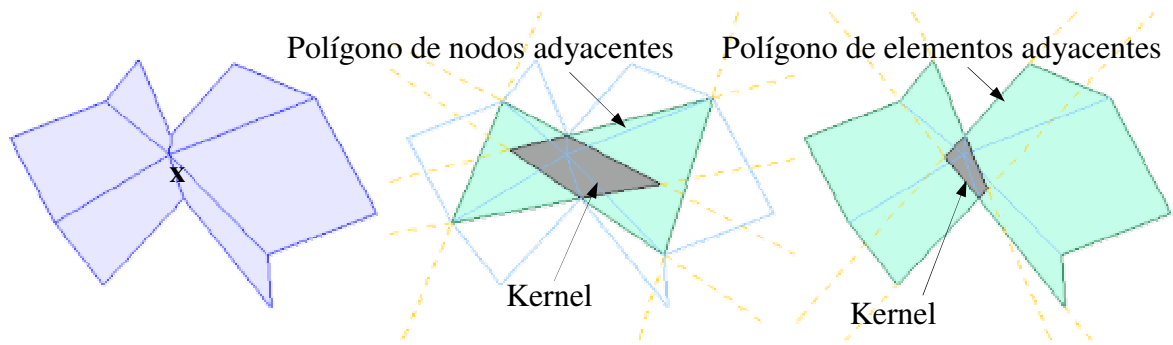 Polígono de nodos adyacentes
Polígono de elementos adyacentes
x
Kernel
Kernel